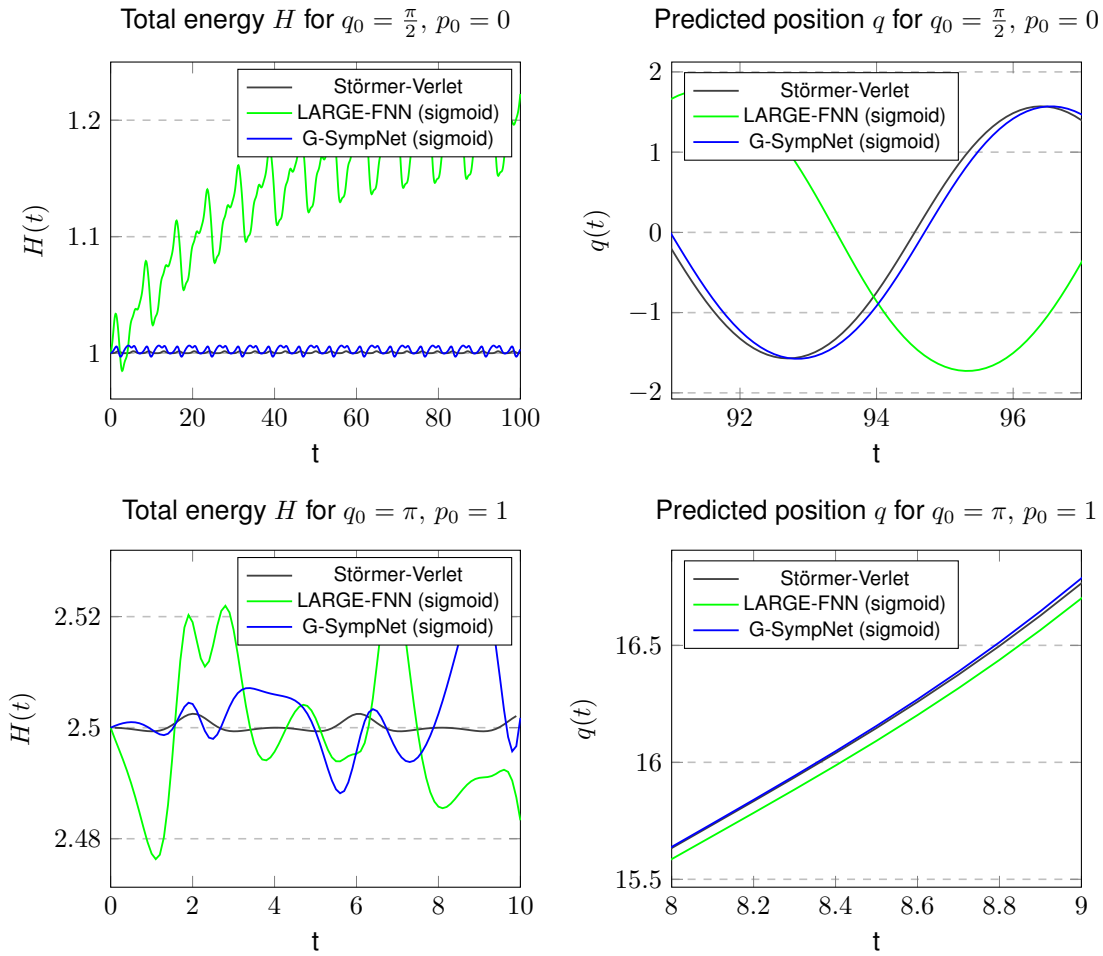 Total energy H for q₀ = π/2, p₀ = 0
1.2
1.1
1
H(t)
0 20 40 60 80 100
t
Störmer-Verlet
LARGE-FNN (sigmoid)
G-SympNet (sigmoid)
Predicted position q for q₀ = π/2, p₀ = 0
2
1
0
−1
−2
q(t)
92 94 96
t
Störmer-Verlet
LARGE-FNN (sigmoid)
G-SympNet (sigmoid)
Total energy H for q₀ = π, p₀ = 1
2.52
2.5
2.48
H(t)
0 2 4 6 8 10
t
Störmer-Verlet
LARGE-FNN (sigmoid)
G-SympNet (sigmoid)
Predicted position q for q₀ = π, p₀ = 1
16.5
16
15.5
q(t)
8 8.2 8.4 8.6 8.8 9
t
Störmer-Verlet
LARGE-FNN (sigmoid)
G-SympNet (sigmoid)